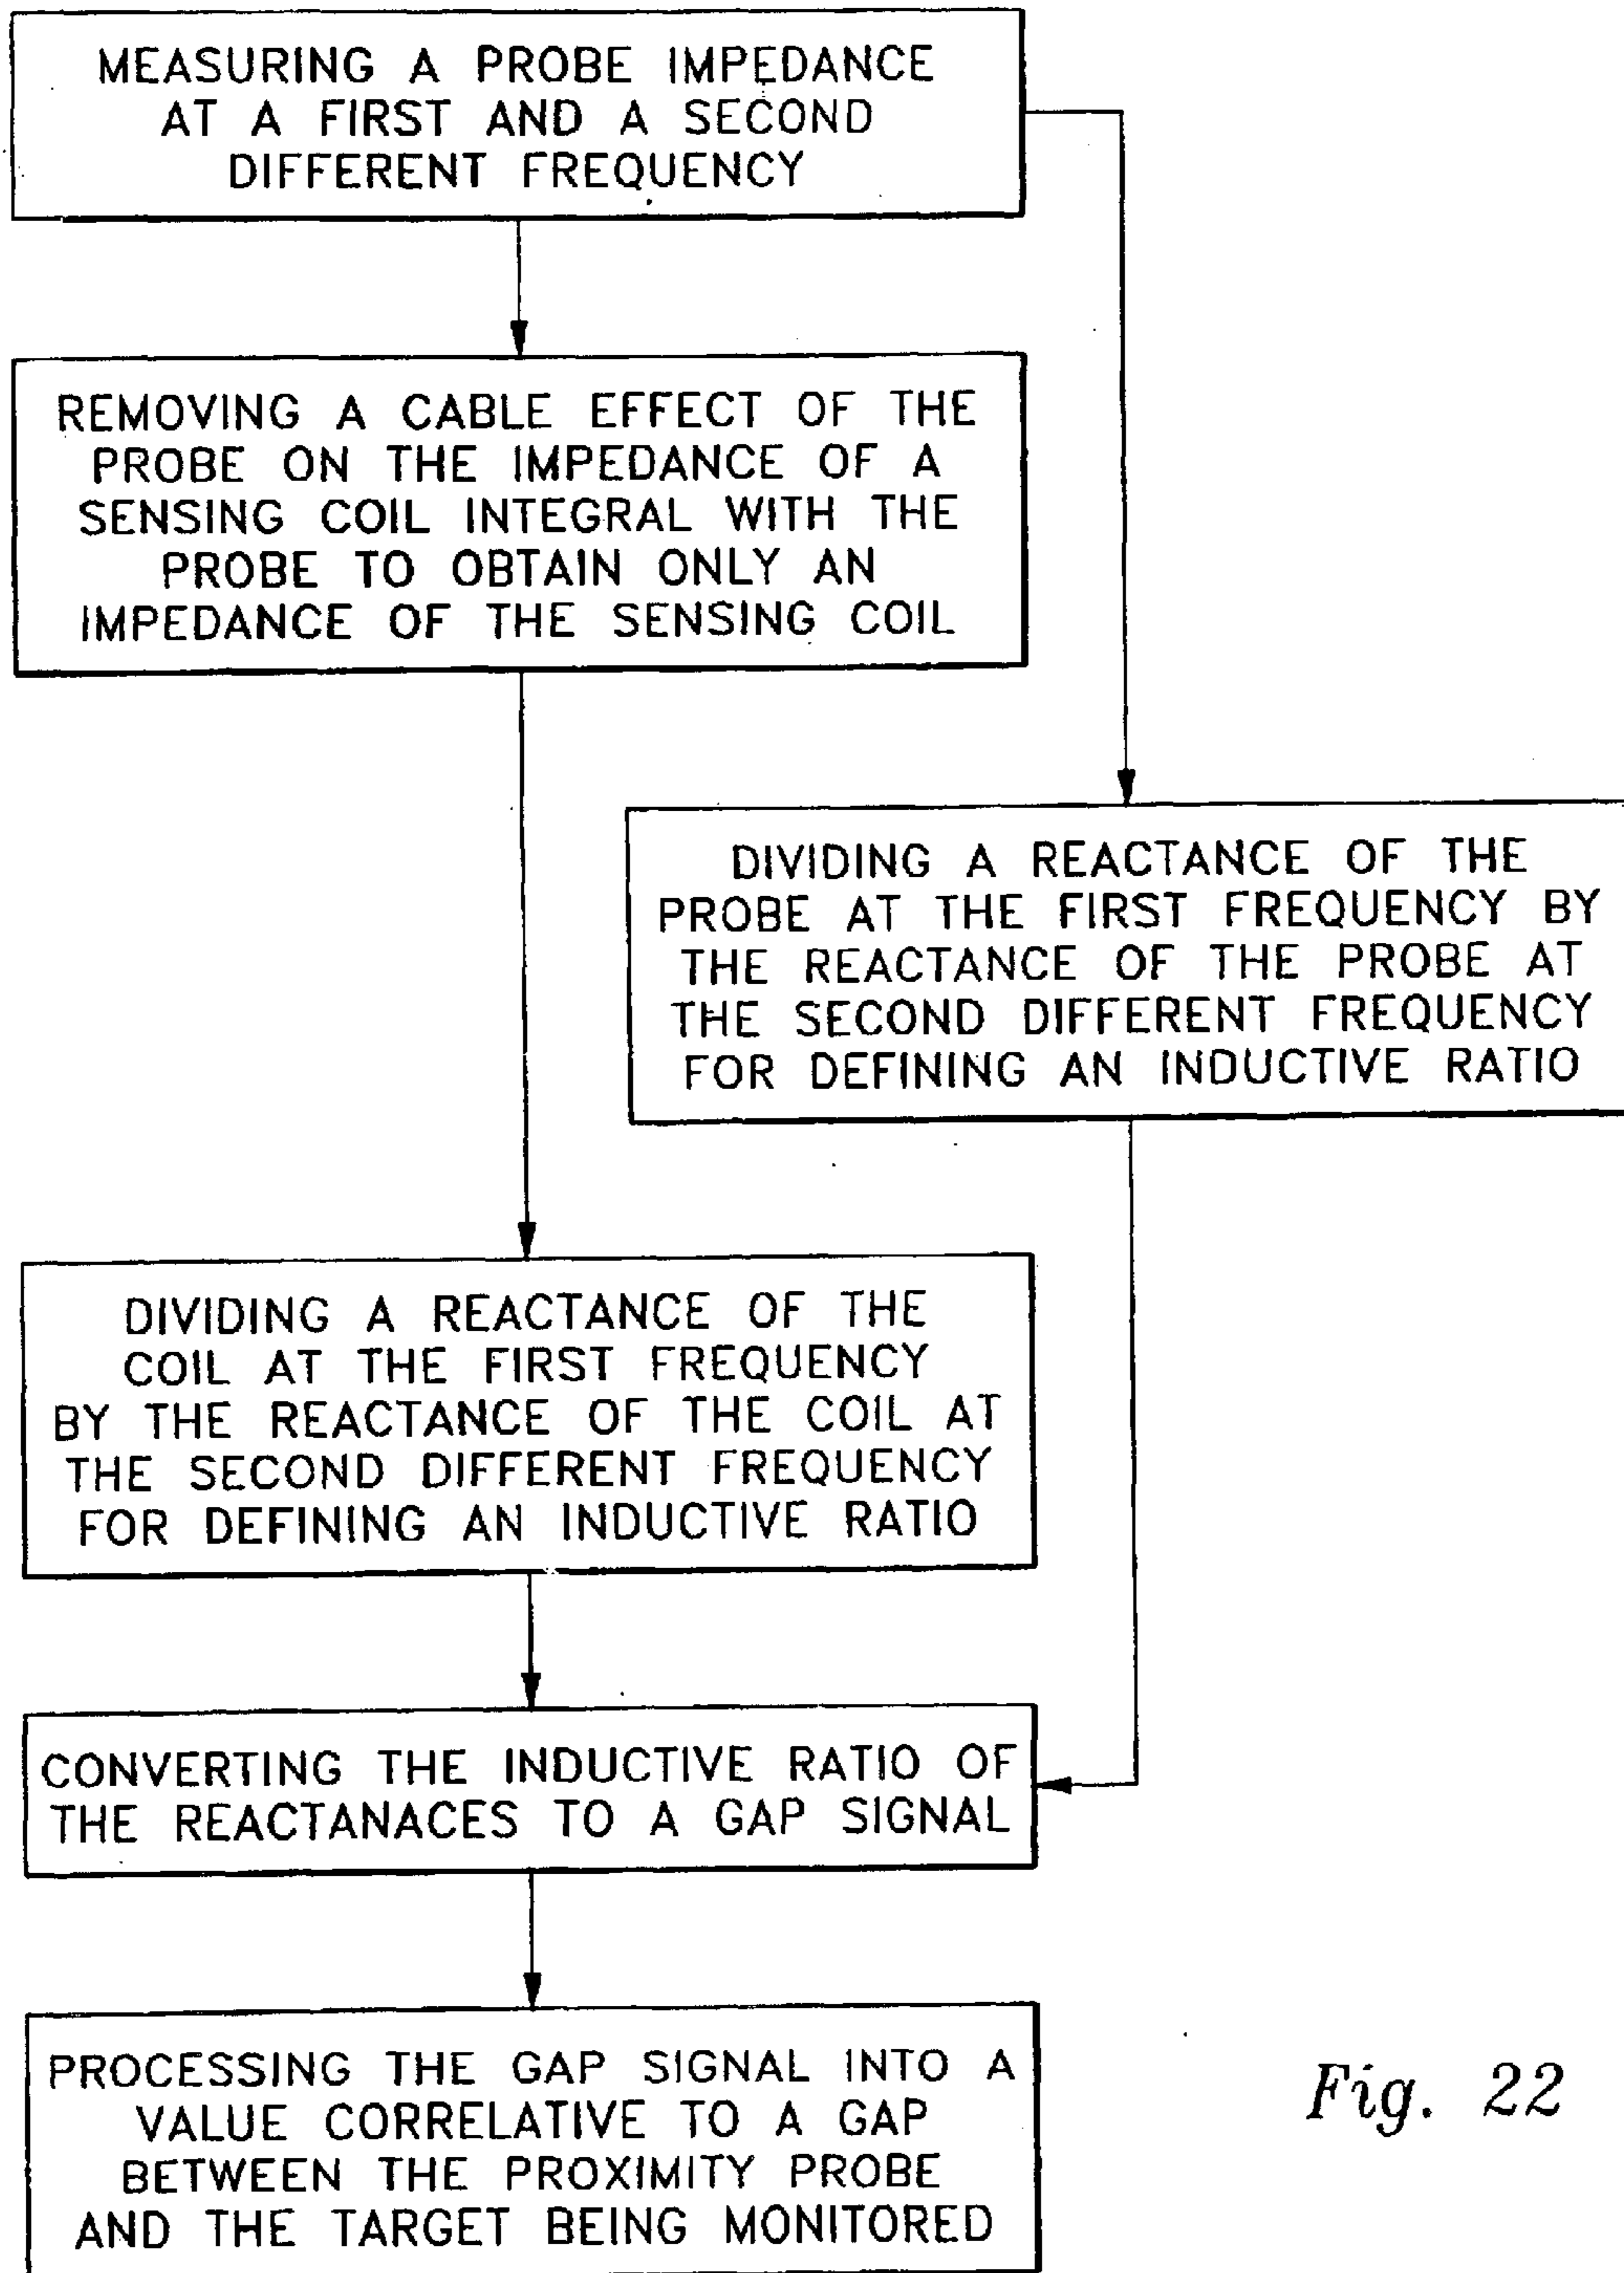 MEASURING A PROBE IMPEDANCE
AT A FIRST AND A SECOND
DIFFERENT FREQUENCY
REMOVING A CABLE EFFECT OF THE
PROBE ON THE IMPEDANCE OF A
SENSING COIL INTEGRAL WITH THE
PROBE TO OBTAIN ONLY AN
IMPEDANCE OF THE SENSING COIL
DIVIDING A REACTANCE OF THE
PROBE AT THE FIRST FREQUENCY BY
THE REACTANCE OF THE PROBE AT
THE SECOND DIFFERENT FREQUENCY
FOR DEFINING AN INDUCTIVE RATIO
DIVIDING A REACTANCE OF THE
COIL AT THE FIRST FREQUENCY
BY THE REACTANCE OF THE COIL AT
THE SECOND DIFFERENT FREQUENCY
FOR DEFINING AN INDUCTIVE RATIO
CONVERTING THE INDUCTIVE RATIO OF
THE REACTANACES TO A GAP SIGNAL
PROCESSING THE GAP SIGNAL INTO A
VALUE CORRELATIVE TO A GAP
BETWEEN THE PROXIMITY PROBE
AND THE TARGET BEING MONITORED
Fig. 22